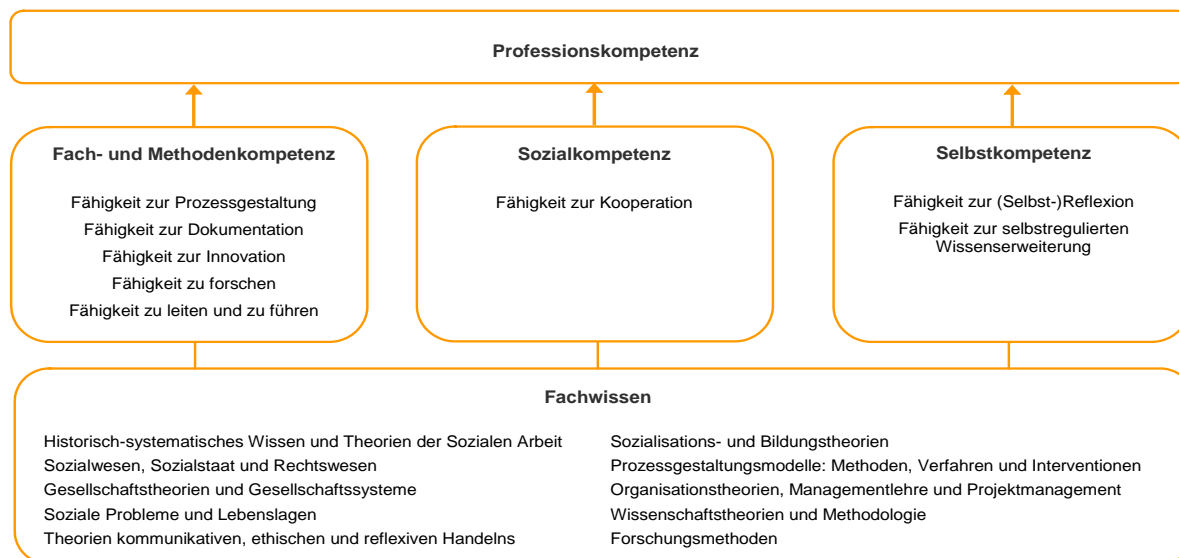 Professionskompetenz
Fach- und Methodenkompetenz
Fähigkeit zur Prozessgestaltung
Fähigkeit zur Dokumentation
Fähigkeit zur Innovation
Fähigkeit zu forschen
Fähigkeit zu leiten und zu führen
Sozialkompetenz
Fähigkeit zur Kooperation
Selbstkompetenz
Fähigkeit zur (Selbst-)Reflexion
Fähigkeit zur selbstregulierten
Wissenserweiterung
Fachwissen
Historisch-systematisches Wissen und Theorien der Sozialen Arbeit
Sozialwesen, Sozialstaat und Rechtswesen
Gesellschaftstheorien und Gesellschaftssysteme
Soziale Probleme und Lebenslagen
Theorien kommunikativen, ethischen und reflexiven Handelns
Sozialisations- und Bildungstheorien
Prozessgestaltungsmodelle: Methoden, Verfahren und Interventionen
Organisationstheorien, Managementlehre und Projektmanagement
Wissenschaftstheorien und Methodologie
Forschungsmethoden